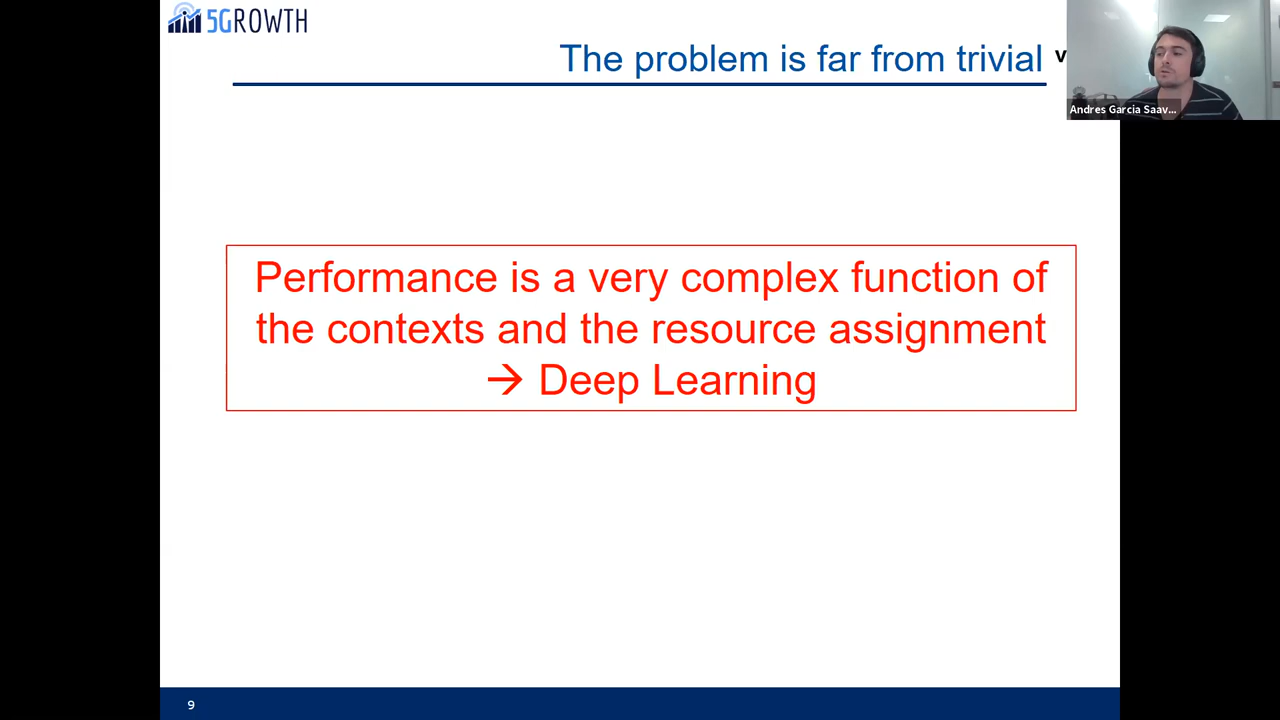 5GROWTH
The problem is far from trivial
v
Andres Garcia Saav...
Performance is a very complex function of
the contexts and the resource assignment
→ Deep Learning
9